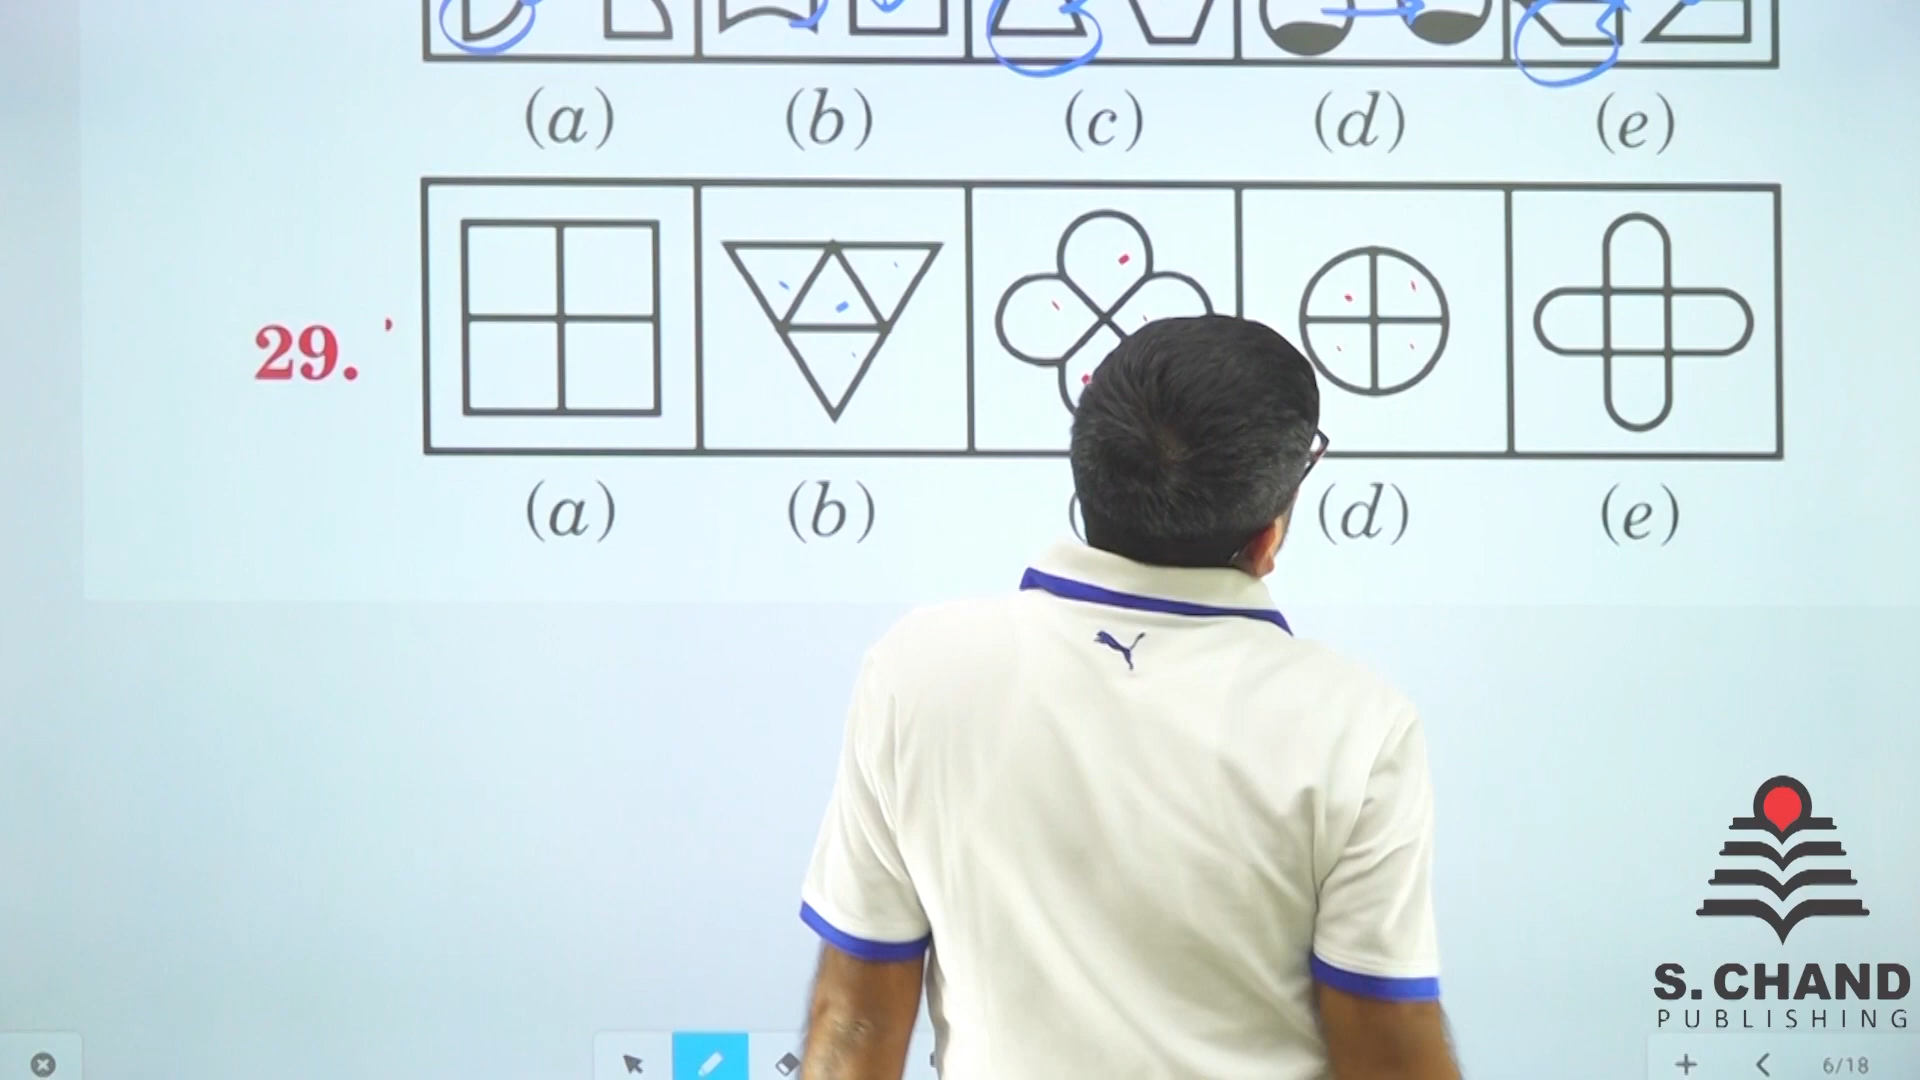 (a) (b) (c) (d) (e)
29.
(a) (b) (d) (e)
S. CHAND
PUBLISHING
6/18